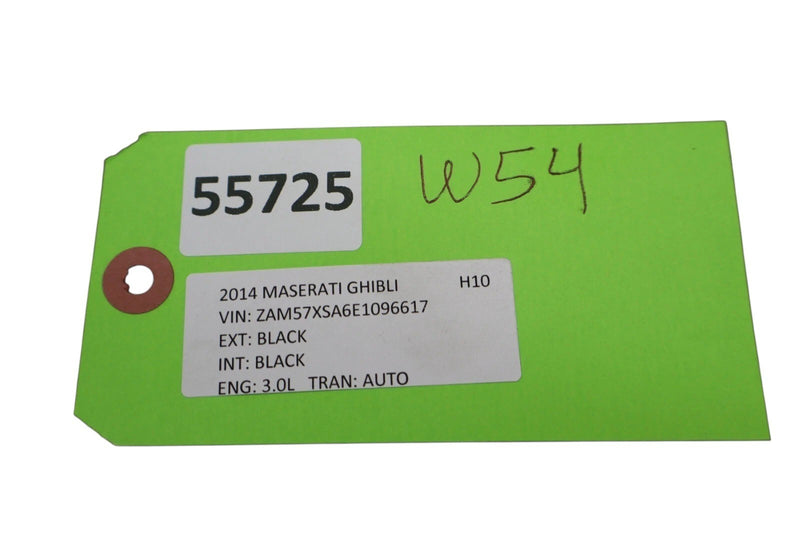 55725
W54
2014 MASERATI GHIBLI H10
VIN: ZAM57XSA6E1096617
EXT: BLACK
INT: BLACK
ENG: 3.0L TRAN: AUTO